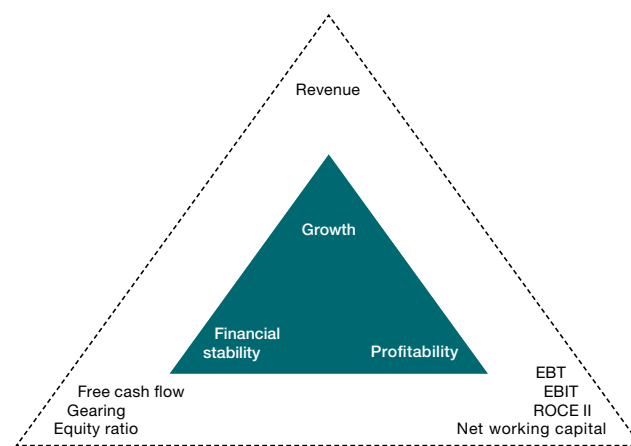 Revenue
Growth
Financial
stability
Profitability
Free cash flow
Gearing
Equity ratio
EBT
EBIT
ROCE II
Net working capital